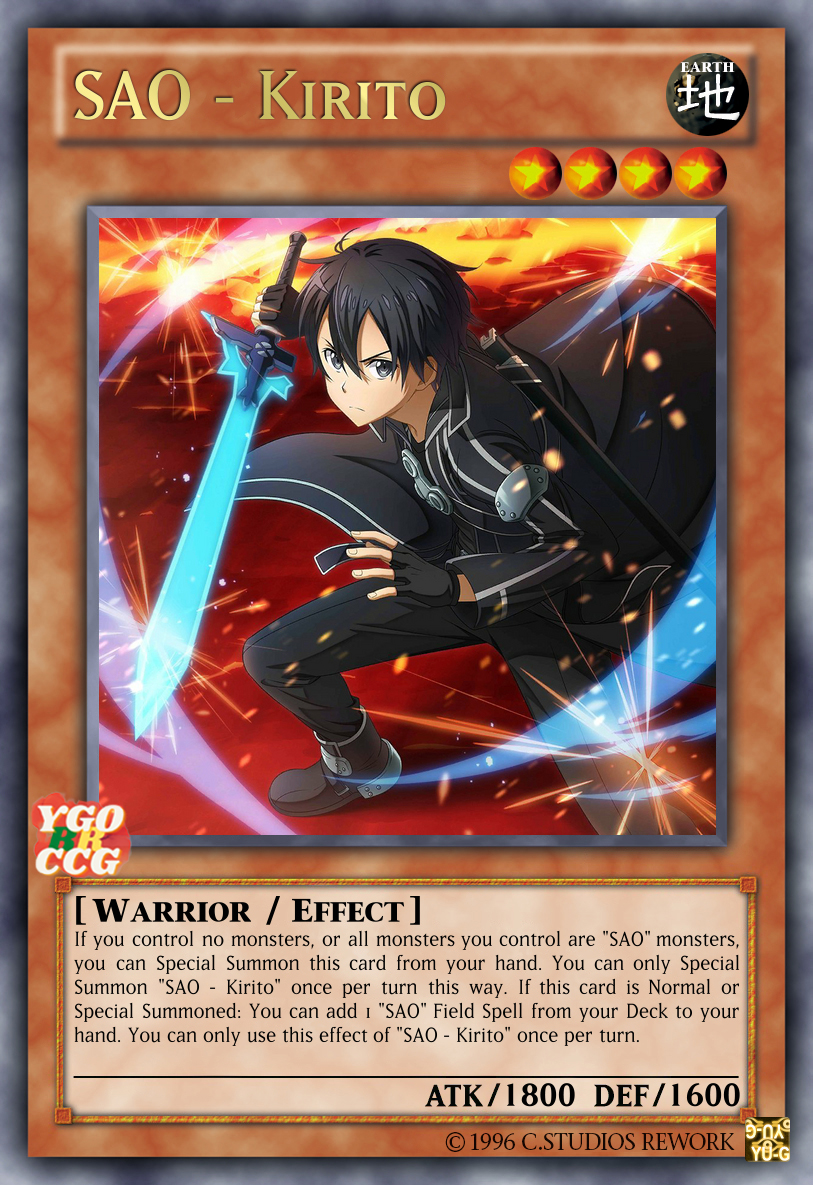 SAO - Kirito
EARTH
地
YGO
RR
CCG
[ Warrior / Effect ]
If you control no monsters, or all monsters you control are "SAO" monsters,
you can Special Summon this card from your hand. You can only Special
Summon "SAO - Kirito" once per turn this way. If this card is Normal or
Special Summoned: You can add 1 "SAO" Field Spell from your Deck to your
hand. You can only use this effect of "SAO - Kirito" once per turn.
ATK/1800 DEF/1600
©1996 C.STUDIOS REWORK
YU-G